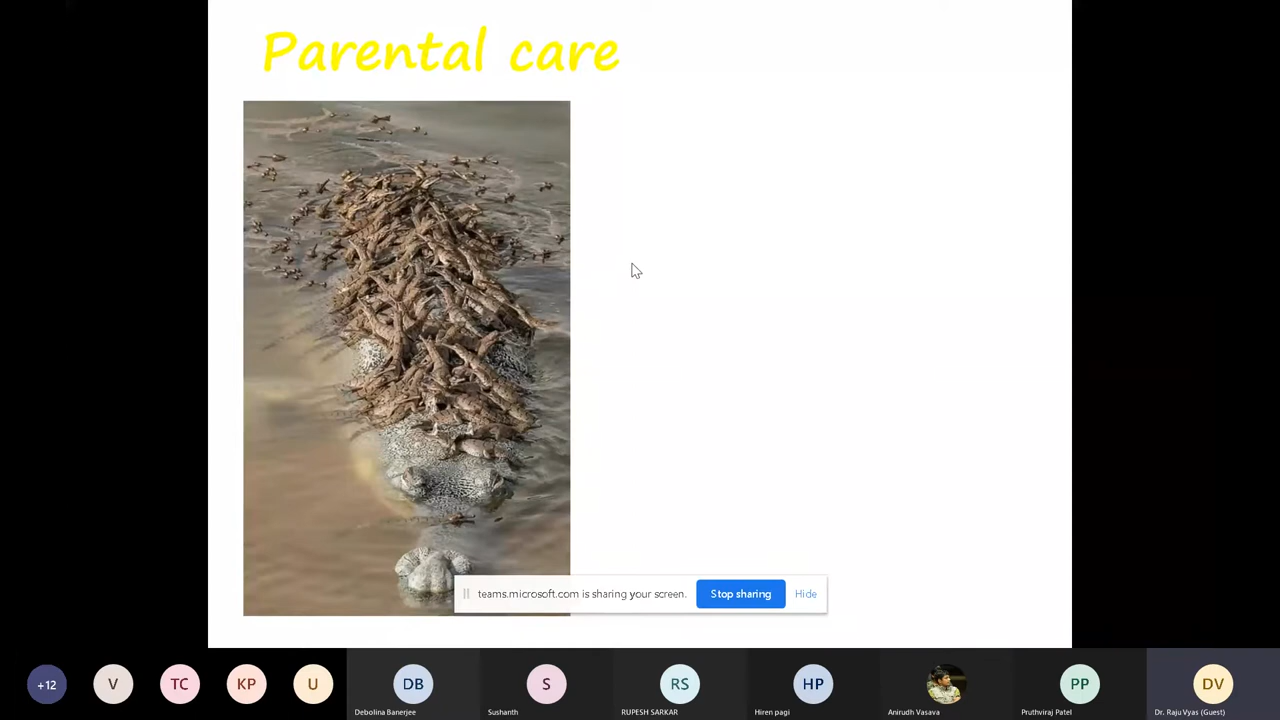 Parental care
teams.microsoft.com is sharing your screen.
Stop sharing
Hide
+12
V
TC
KP
U
DB
S
RS
HP
PP
DV
Debolina Banerjee
Sushanth
RUPESH SARKAR
Hiren pagi
Anirudh Vasava
Pruthviraj Patel
Dr. Raju Vyas (Guest)